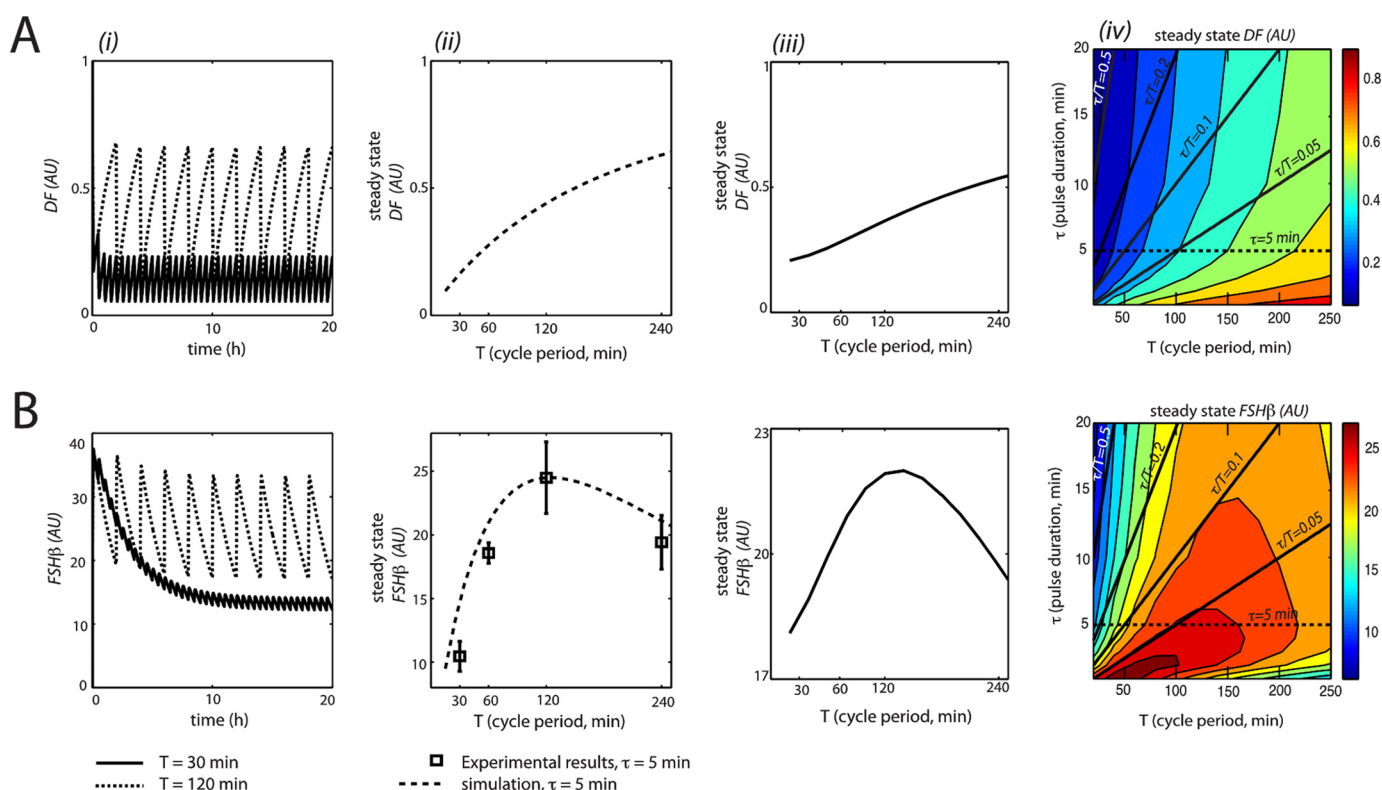 A
(i)
DF (AU)
1
0.5
0
0
10
20
time (h)
(ii)
steady state
DF (AU)
1
0.5
0
30
60
120
240
T (cycle period, min)
(iii)
steady state
DF (AU)
1
0.5
0
30
60
120
240
T (cycle period, min)
(iv)
steady state DF (AU)
τ (pulse duration, min)
20
15
10
5
τ/T=0.5
τ/T=0.2
τ/T=0.1
τ/T=0.05
τ=5 min
50
100
150
200
250
T (cycle period, min)
0.8
0.6
0.4
0.2
B
FSHβ (AU)
40
30
20
10
0
0
10
20
time (h)
steady state
FSHβ (AU)
25
20
15
10
30
60
120
240
T (cycle period, min)
steady state
FSHβ (AU)
23
20
17
30
60
120
240
T (cycle period, min)
steady state FSHβ (AU)
τ (pulse duration, min)
20
15
10
5
τ/T=0.5
τ/T=0.2
τ/T=0.1
τ/T=0.05
τ=5 min
50
100
150
200
250
T (cycle period, min)
25
20
15
10
T = 30 min
T = 120 min
Experimental results, τ = 5 min
simulation, τ = 5 min